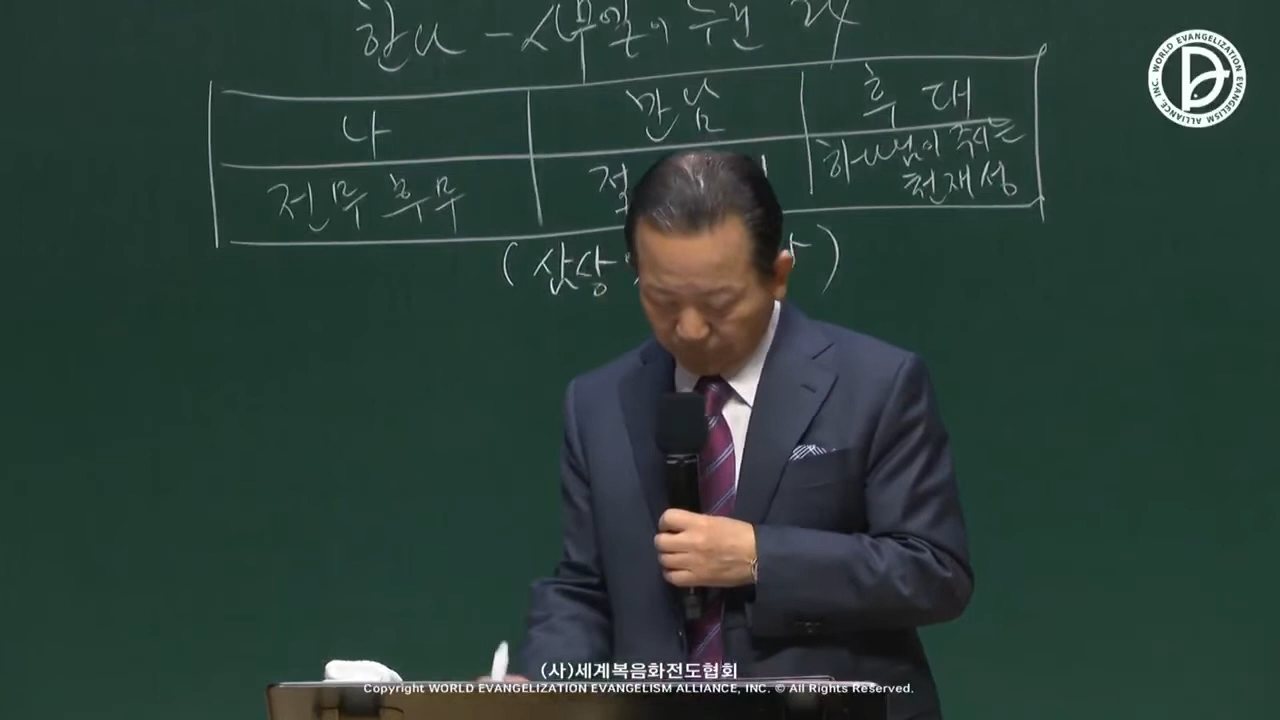 한나 - 사무엘이 누린 24
나 만남 후대
전무후무 하나님이 주시는
천재성
(산상
WORLD EVANGELIZATION EVANGELISM ALLIANCE, INC.
(사)세계복음화전도협회
Copyright WORLD EVANGELIZATION EVANGELISM ALLIANCE, INC. © All Rights Reserved.